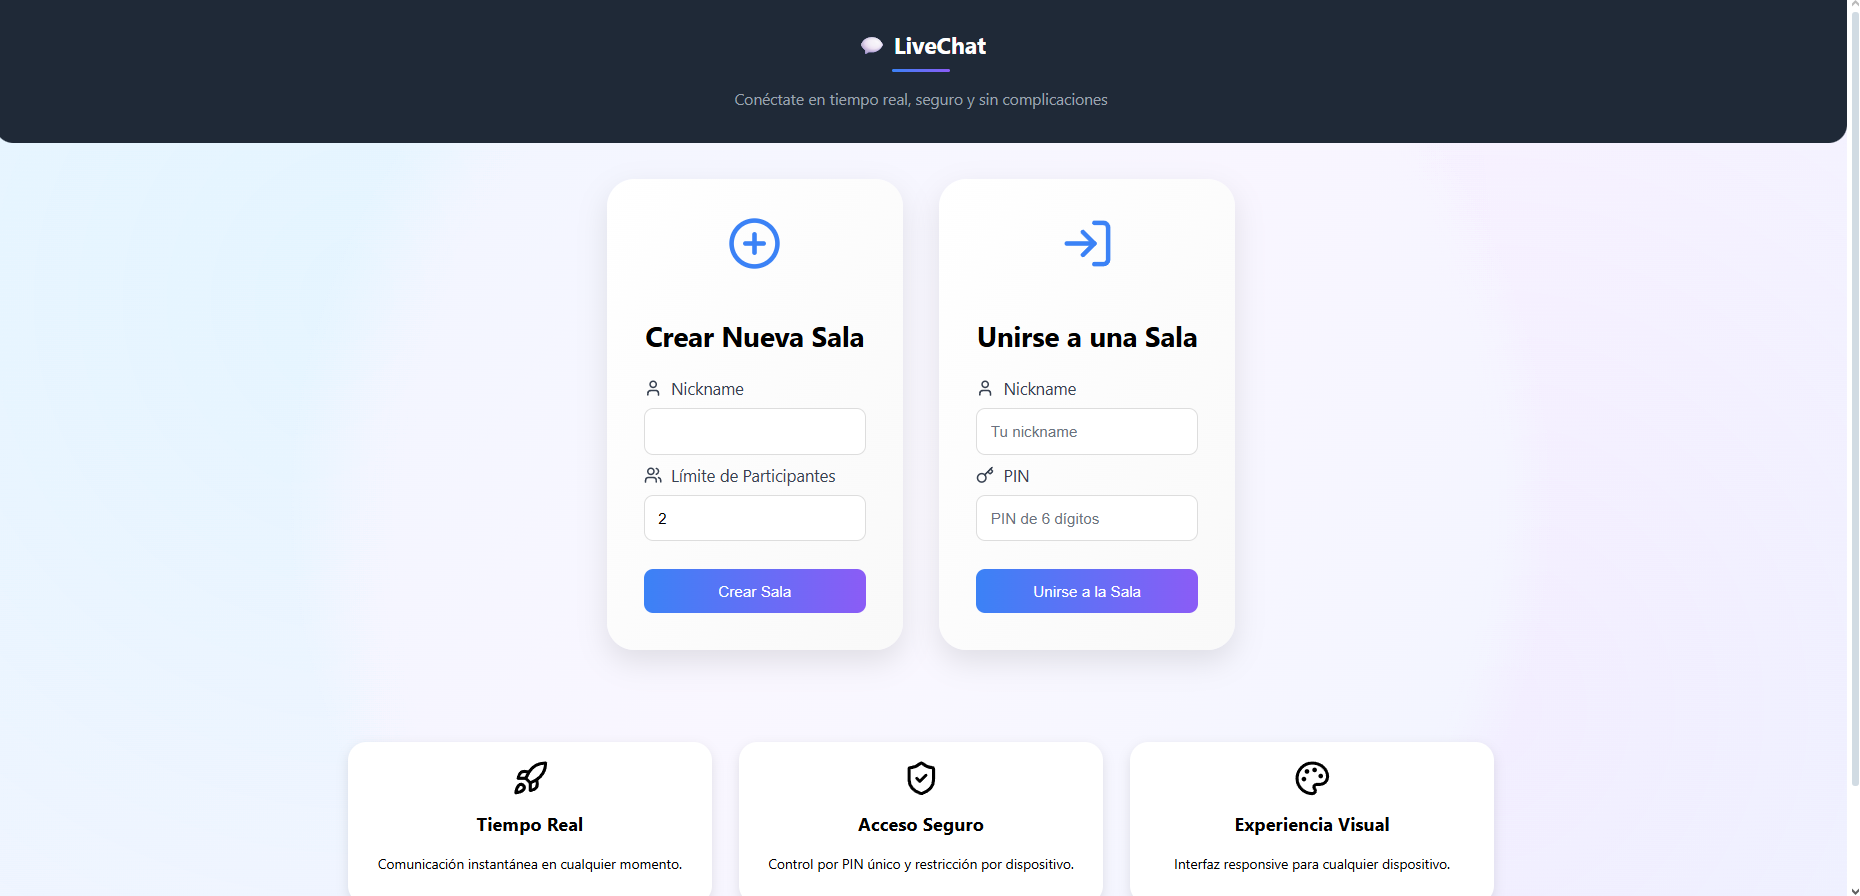 LiveChat
Conéctate en tiempo real, seguro y sin complicaciones
Crear Nueva Sala
Nickname
Límite de Participantes
2
Crear Sala
Unirse a una Sala
Nickname
Tu nickname
PIN
PIN de 6 dígitos
Unirse a la Sala
Tiempo Real
Comunicación instantánea en cualquier momento.
Acceso Seguro
Control por PIN único y restricción por dispositivo.
Experiencia Visual
Interfaz responsive para cualquier dispositivo.